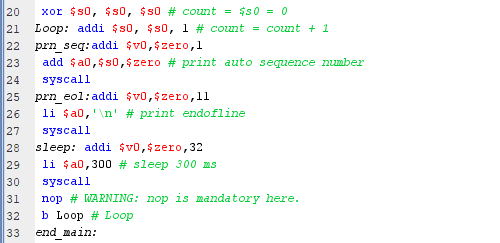 20 xor $s0, $s0, $s0 # count = $s0 = 0
21 Loop: addi $s0, $s0, 1 # count = count + 1
22 prn_seq:addi $v0,$zero,1
23 add $a0,$s0,$zero # print auto sequence number
24 syscall
25 prn_eol:addi $v0,$zero,11
26 li $a0,'\n' # print endofline
27 syscall
28 sleep: addi $v0,$zero,32
29 li $a0,300 # sleep 300 ms
30 syscall
31 nop # WARNING: nop is mandatory here.
32 b Loop # Loop
33 end_main: